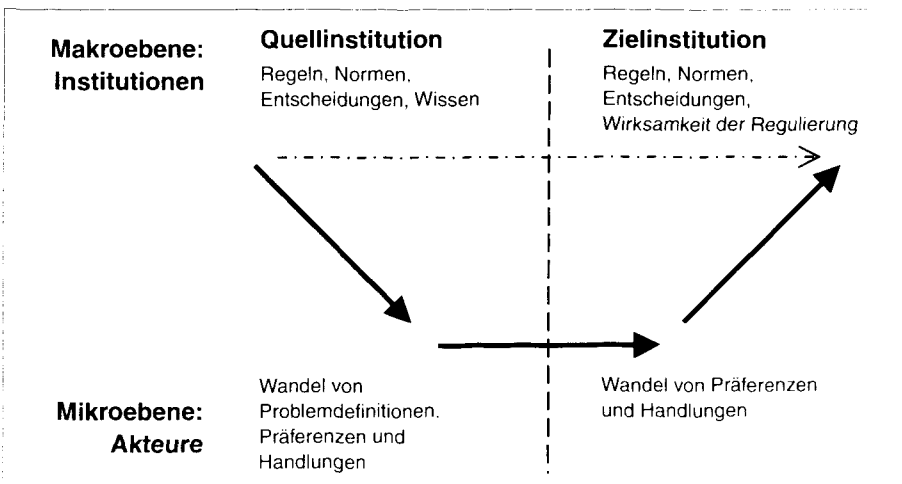 Makroebene:
Institutionen
Quellinstitution
Regeln, Normen,
Entscheidungen, Wissen
Zielinstitution
Regeln, Normen,
Entscheidungen,
Wirksamkeit der Regulierung
Mikroebene:
Akteure
Wandel von
Problemdefinitionen.
Präferenzen und
Handlungen
Wandel von Präferenzen
und Handlungen